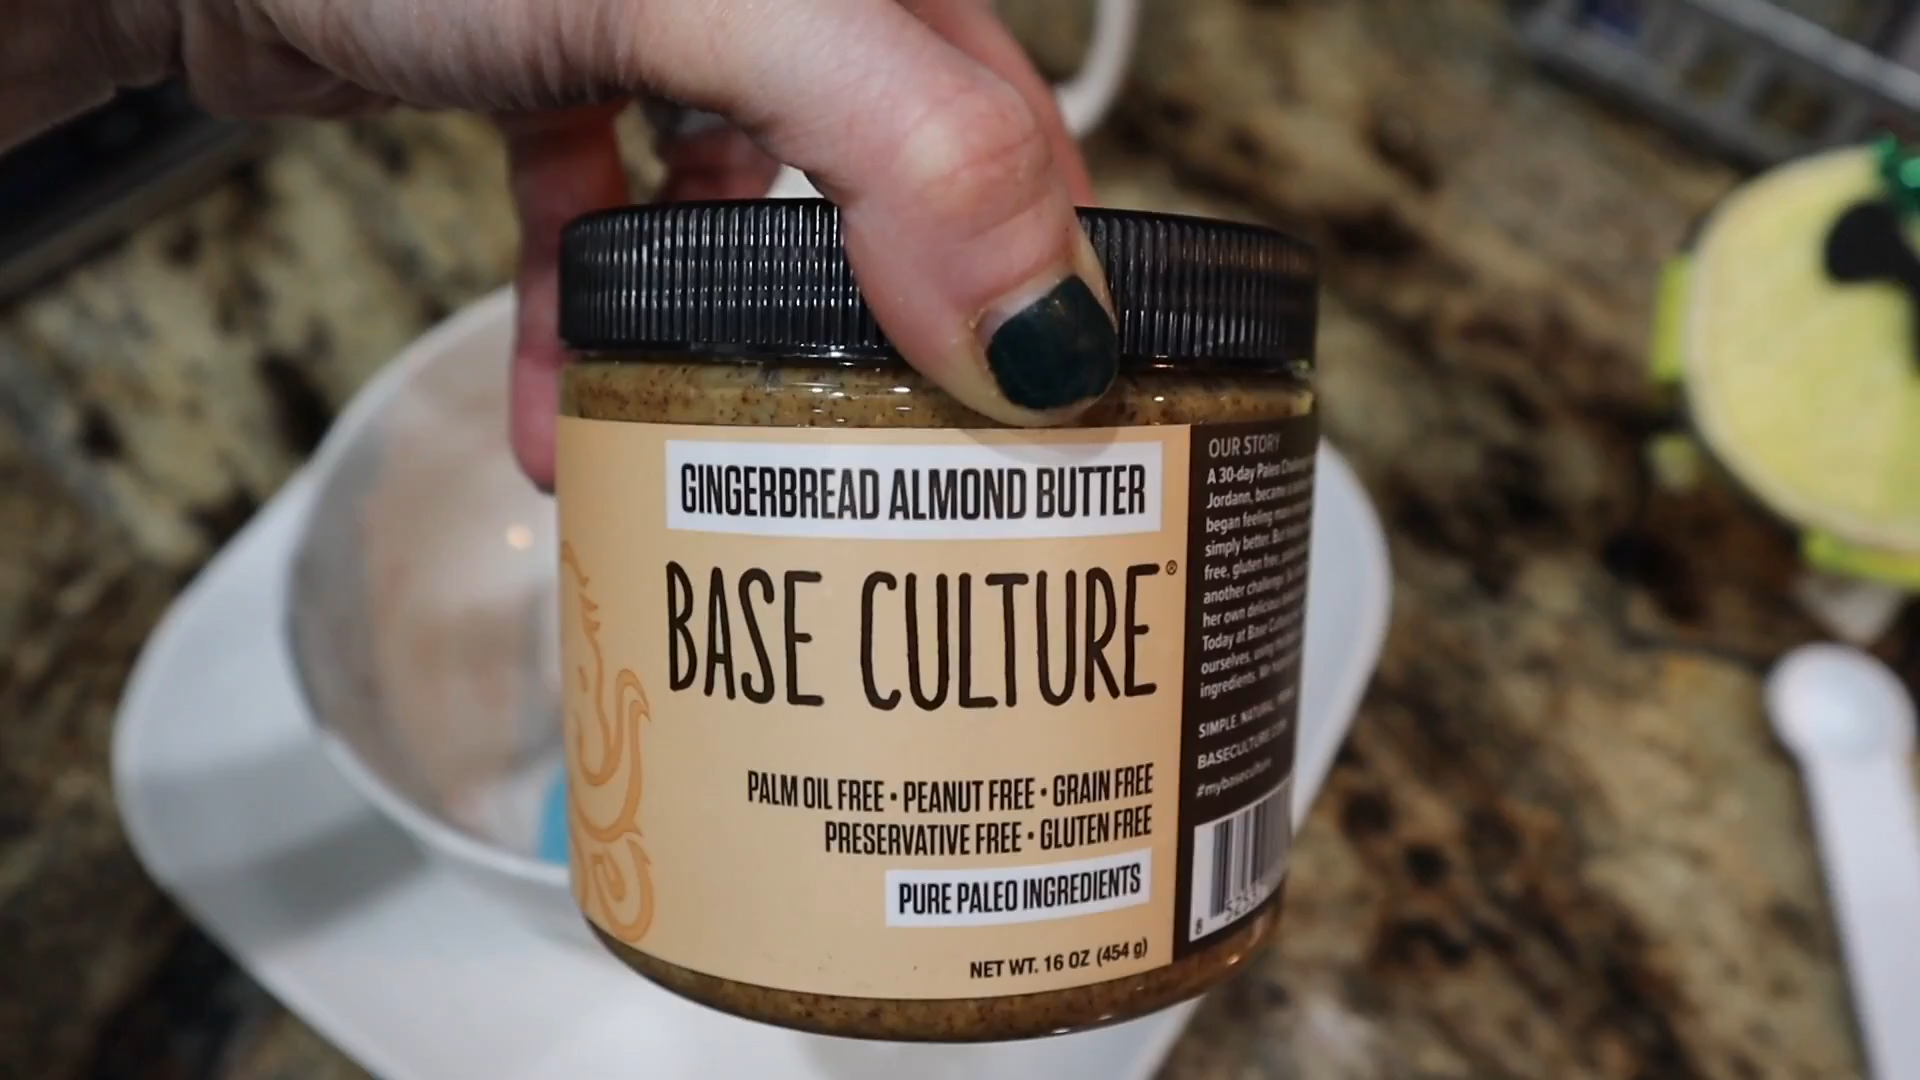 GINGERBREAD ALMOND BUTTER
BASE CULTURE®
PALM OIL FREE • PEANUT FREE • GRAIN FREE
PRESERVATIVE FREE • GLUTEN FREE
PURE PALEO INGREDIENTS
NET WT. 16 OZ (454 g)
OUR STORY
A 30-day Paleo
Jordann, became
began feeling
simply better. But
free, gluten free,
another challenge.
her own delicious
Today at Base Culture
ourselves, using
ingredients. We
SIMPLE. NATURAL.
BASECULTURE.COM
#mybaseculture
8